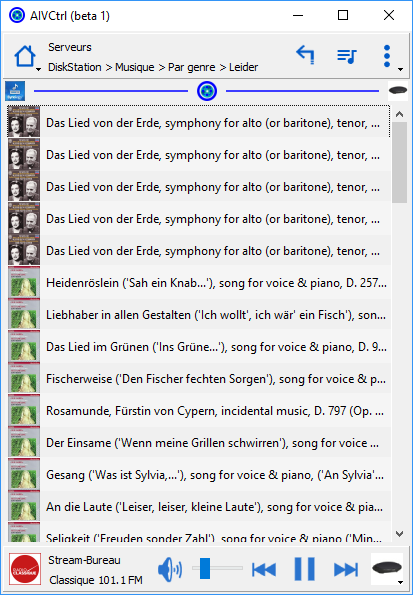 AIVCtrl (beta 1)
Serveurs
DiskStation > Musique > Par genre > Leider
Das Lied von der Erde, symphony for alto (or baritone), tenor, ...
Das Lied von der Erde, symphony for alto (or baritone), tenor, ...
Das Lied von der Erde, symphony for alto (or baritone), tenor, ...
Das Lied von der Erde, symphony for alto (or baritone), tenor, ...
Das Lied von der Erde, symphony for alto (or baritone), tenor, ...
Heidenröslein ('Sah ein Knab...'), song for voice & piano, D. 257...
Liebhaber in allen Gestalten ('Ich wollt', ich wär' ein Fisch'), son...
Das Lied im Grünen ('Ins Grüne...'), song for voice & piano, D. 9...
Fischerweise ('Den Fischer fechten Sorgen'), song for voice & p...
Rosamunde, Fürstin von Cypern, incidental music, D. 797 (Op. ...
Der Einsame ('Wenn meine Grillen schwirren'), song for voice ...
Gesang ('Was ist Sylvia,...'), song for voice & piano, ('An Sylvia'...
An die Laute ('Leiser, leiser, kleine Laute'), song for voice & pia...
Seligkeit ('Freuden sonder Zahl'), song for voice & piano ('Min...
RADIO
CLASSIQUE
Stream-Bureau
Classique 101.1 FM